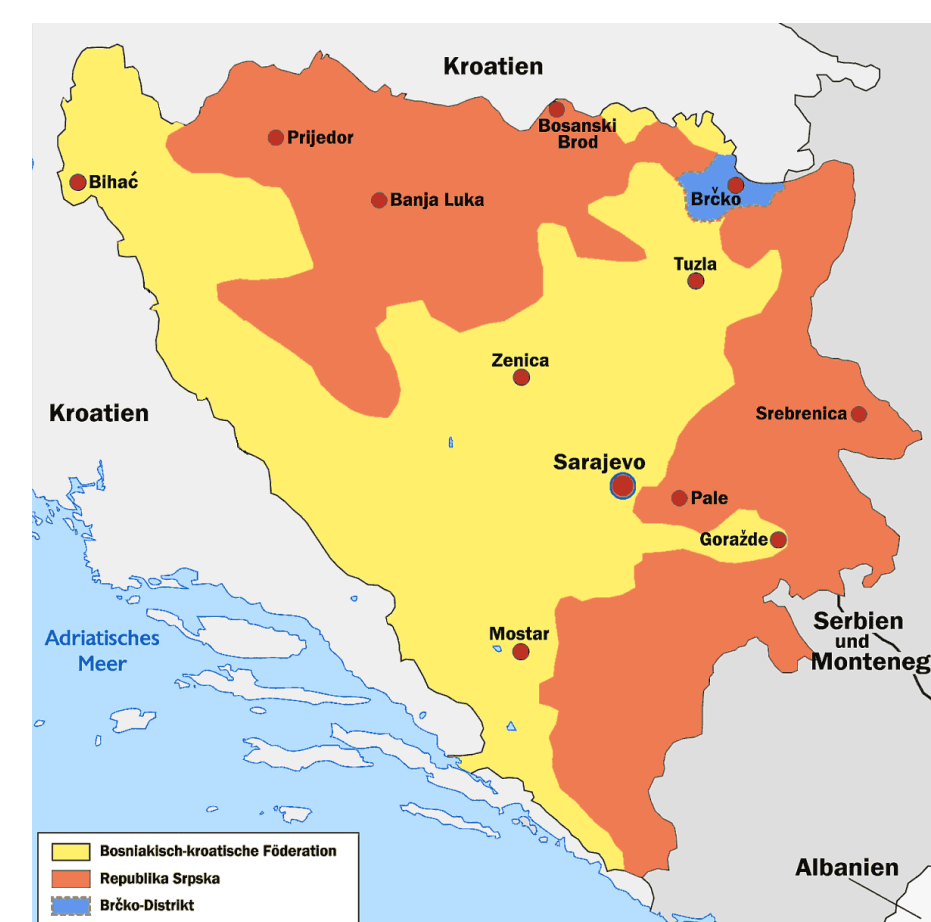 Kroatien
Bosanski
Brod
Prijedor
Bihać
Banja Luka
Brčko
Tuzla
Zenica
Kroatien
Srebrenica
Sarajevo
Pale
Goražde
Adriatisches
Meer
Mostar
Serbien
und
Monteneg
Albanien
Bosniakisch-kroatische Föderation
Republika Srpska
Brčko-Distrikt